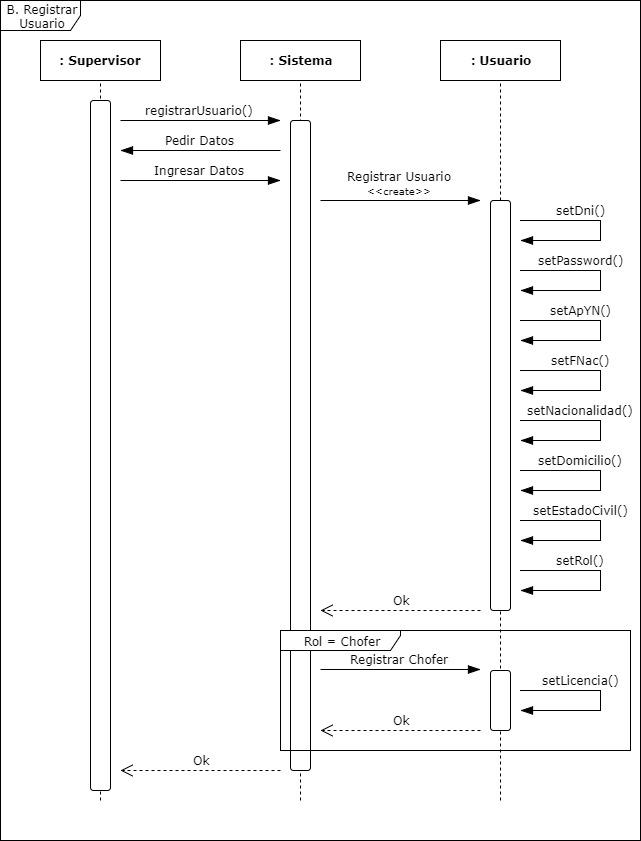 B. Registrar
Usuario
: Supervisor
: Sistema
: Usuario
registrarUsuario()
Pedir Datos
Ingresar Datos
Registrar Usuario
<<create>>
setDni()
setPassword()
setApYN()
setFNac()
setNacionalidad()
setDomicilio()
setEstadoCivil()
setRol()
Ok
Rol = Chofer
Registrar Chofer
setLicencia()
Ok
Ok